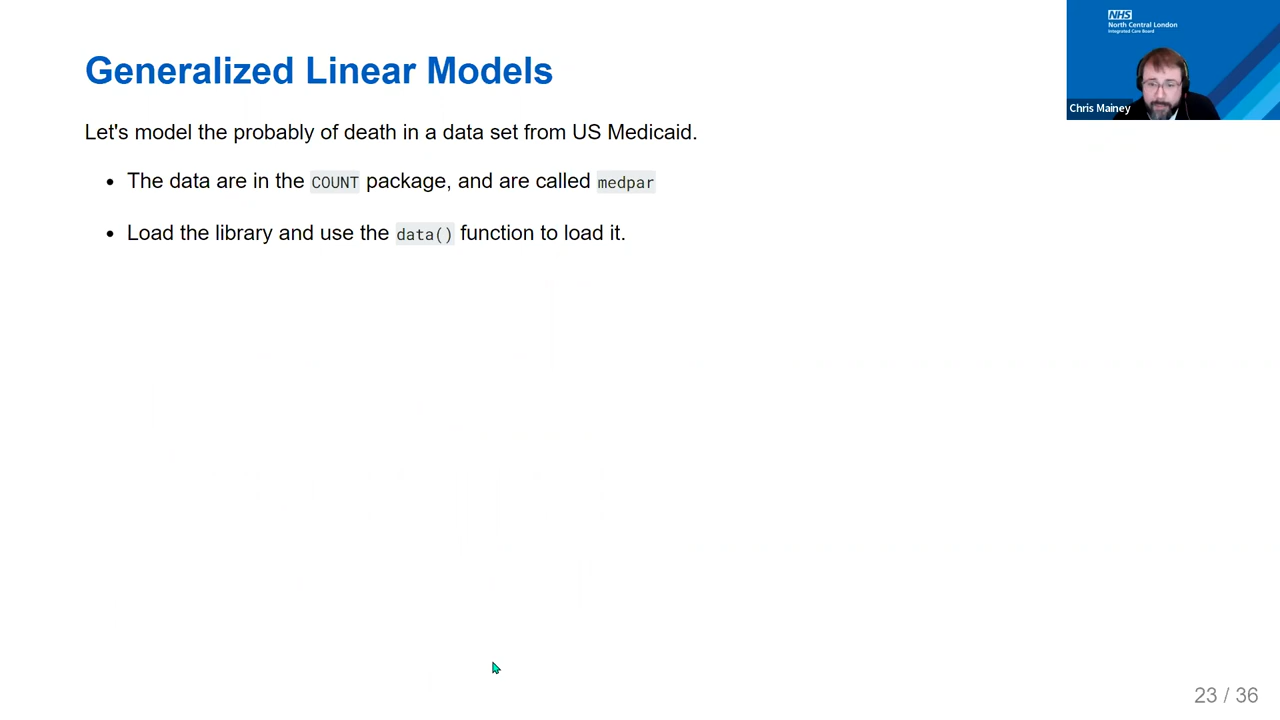 Generalized Linear Models
Let's model the probably of death in a data set from US Medicaid.
The data are in the COUNT package, and are called medpar
Load the library and use the data() function to load it.
NHS
North Central London
Integrated Care Board
Chris Mainey
23 / 36